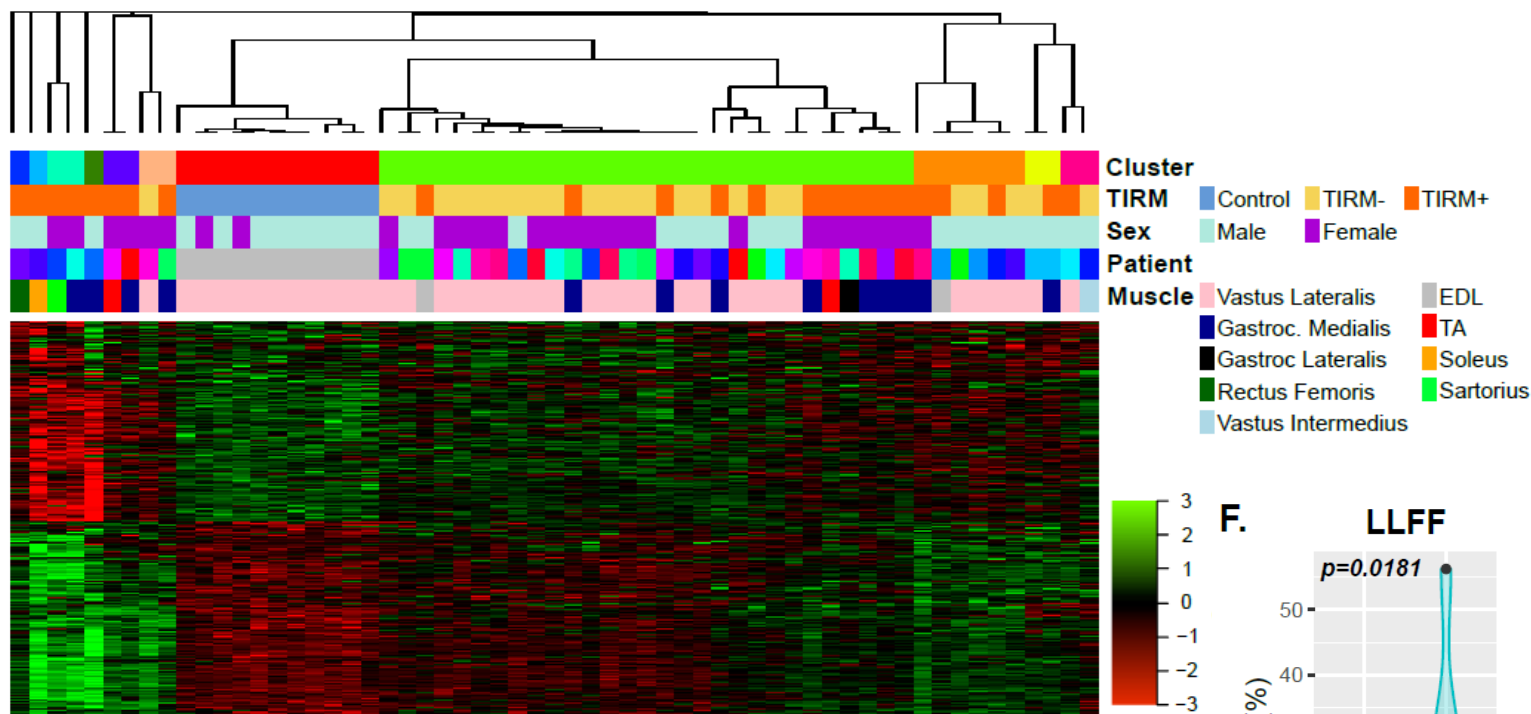 Cluster
TIRM Control TIRM- TIRM+
Sex Male Female
Patient
Muscle Vastus Lateralis EDL
Gastroc. Medialis TA
Gastroc Lateralis Soleus
Rectus Femoris Sartorius
Vastus Intermedius
3
2
1
0
−1
−2
−3
F. LLFF
p=0.0181
50
40
%)